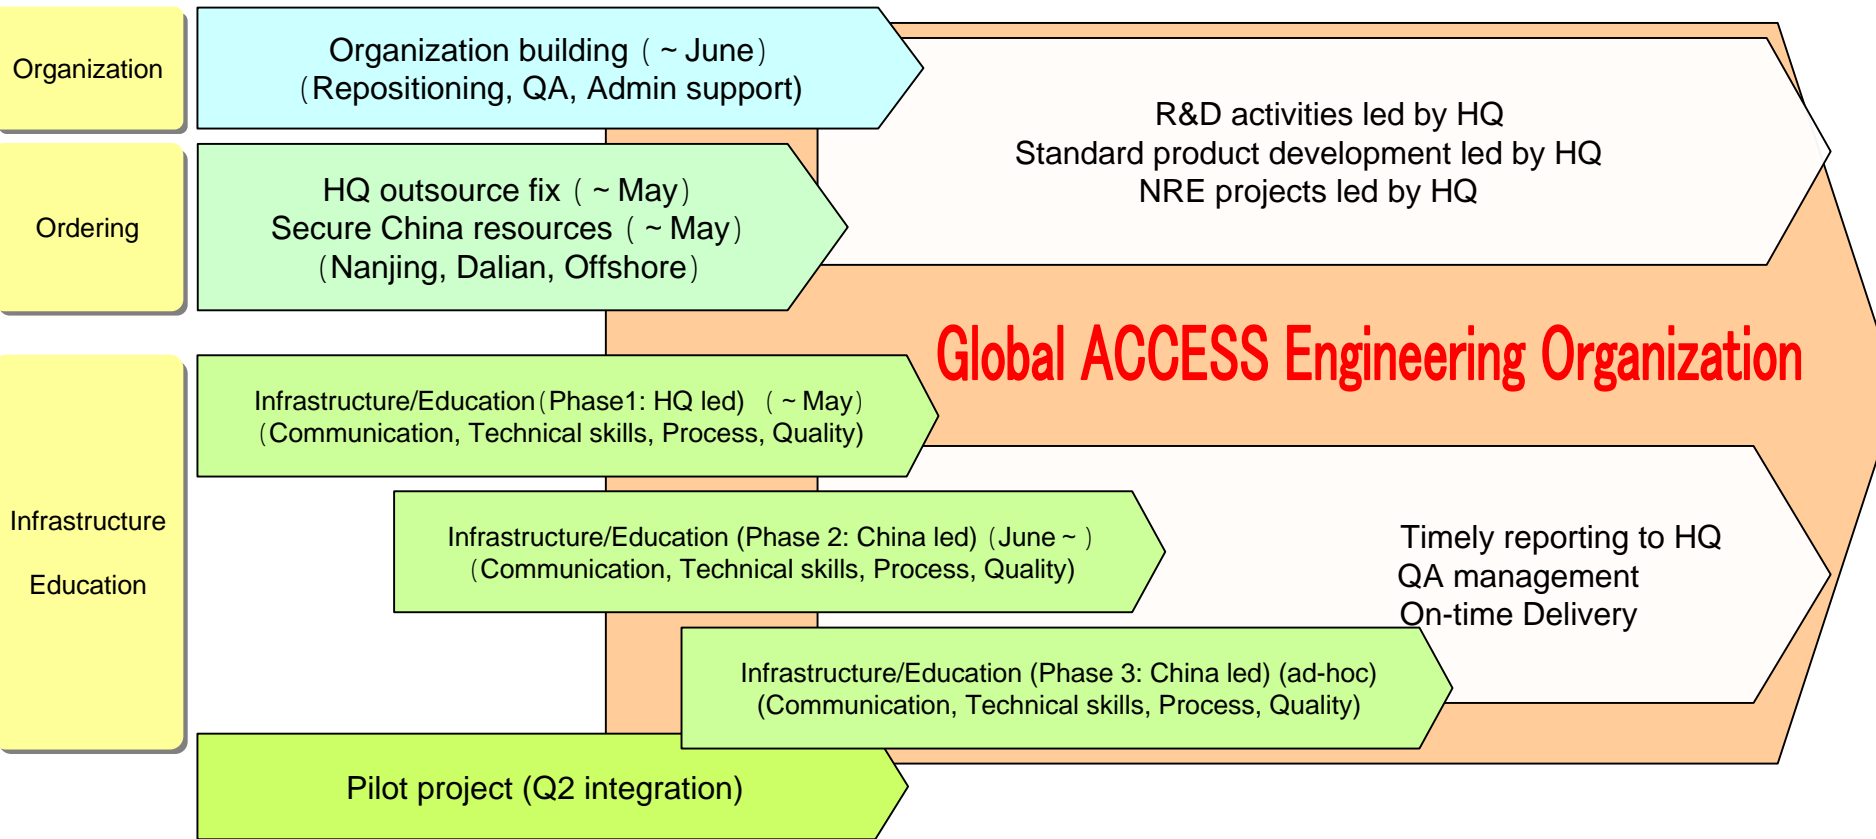 Organization
Organization building ( ~ June)
(Repositioning, QA, Admin support)
R&D activities led by HQ
Standard product development led by HQ
NRE projects led by HQ
Ordering
HQ outsource fix ( ~ May)
Secure China resources ( ~ May)
(Nanjing, Dalian, Offshore)
Global ACCESS Engineering Organization
Infrastructure
Education
Infrastructure/Education(Phase1: HQ led) ( ~ May)
(Communication, Technical skills, Process, Quality)
Infrastructure/Education (Phase 2: China led) (June ~ )
(Communication, Technical skills, Process, Quality)
Timely reporting to HQ
QA management
On-time Delivery
Infrastructure/Education (Phase 3: China led) (ad-hoc)
(Communication, Technical skills, Process, Quality)
Pilot project (Q2 integration)